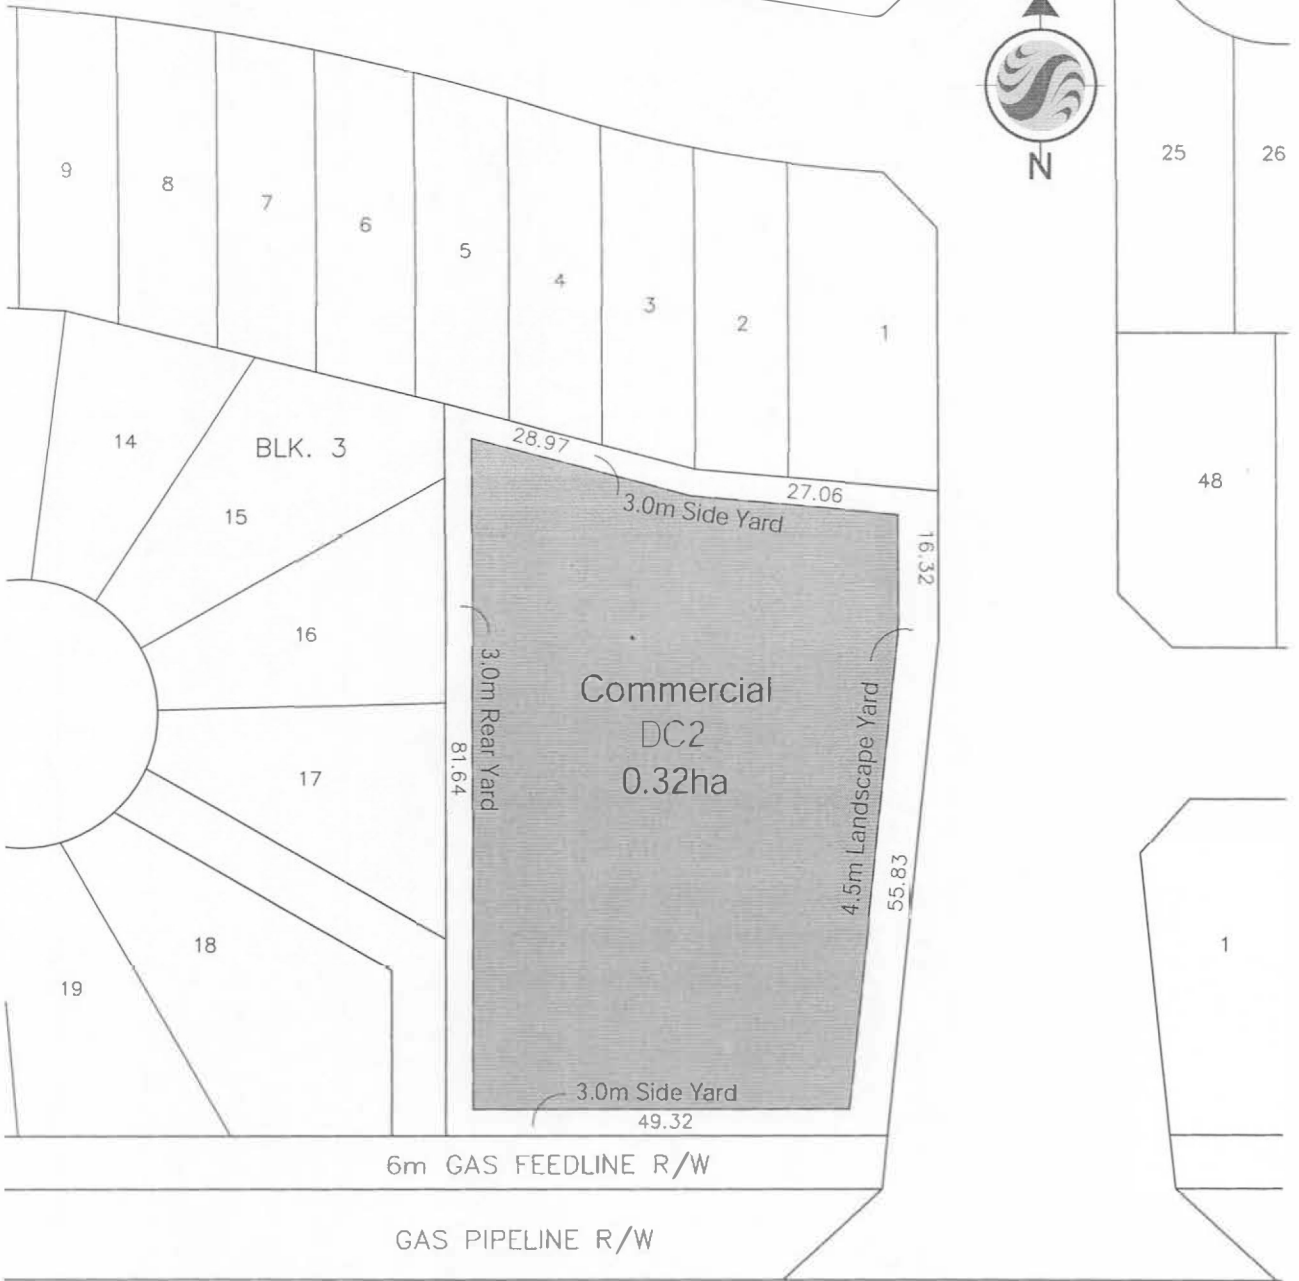 N
25
26
9
8
7
6
5
4
3
2
1
48
14
BLK. 3
15
16
17
18
19
28.97
3.0m Side Yard
27.06
16.32
3.0m Rear Yard
81.64
Commercial
DC2
0.32ha
4.5m Landscape Yard
55.83
1
3.0m Side Yard
49.32
6m GAS FEEDLINE R/W
GAS PIPELINE R/W